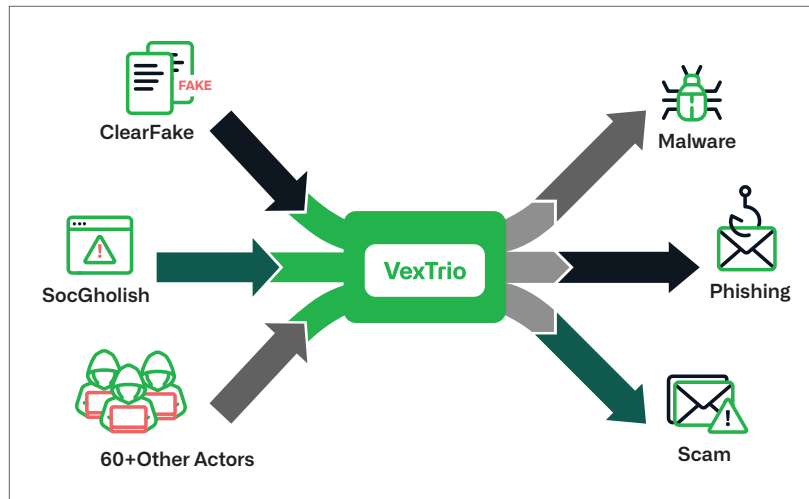 FAKE
ClearFake
Malware
SocGholish
!
VexTrio
Phishing
60+Other Actors
!
Scam